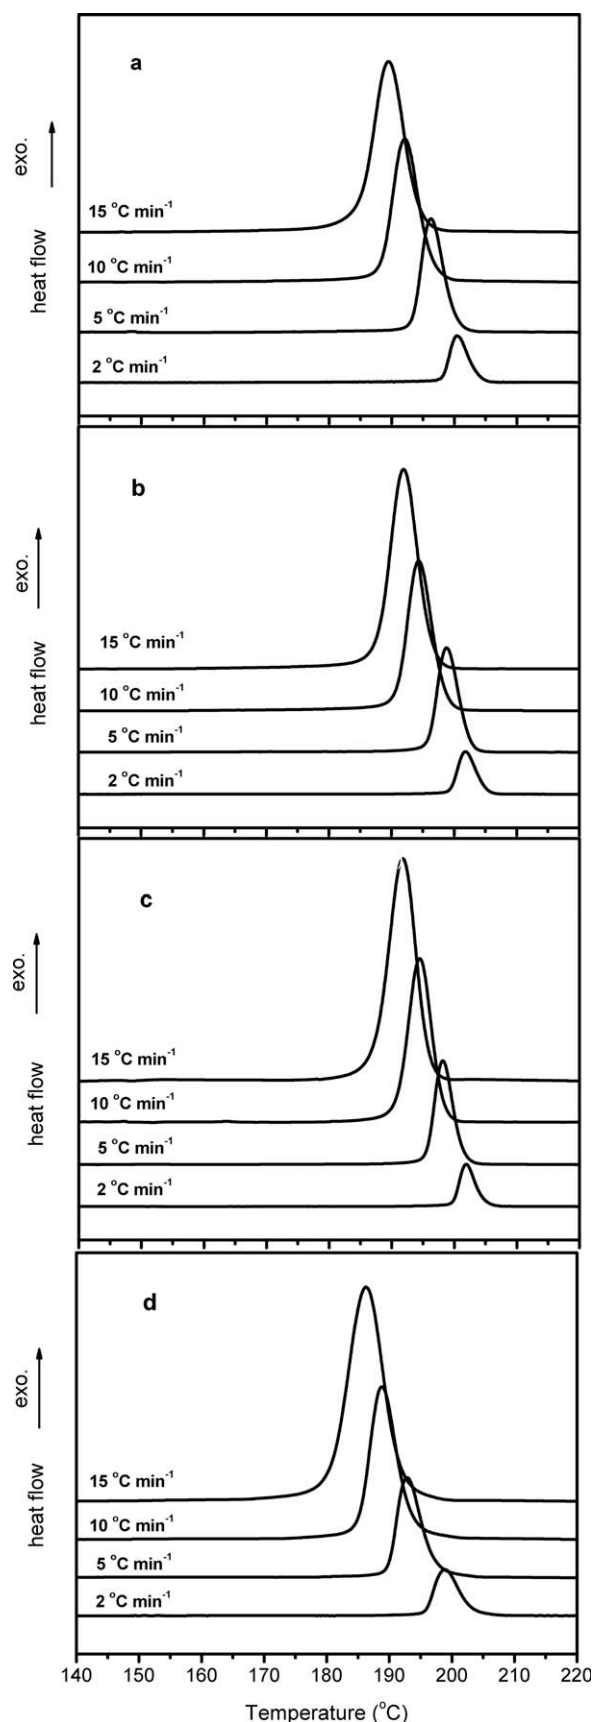 a
exo.
heat flow
15 °C min⁻¹
10 °C min⁻¹
5 °C min⁻¹
2 °C min⁻¹
b
exo.
heat flow
15 °C min⁻¹
10 °C min⁻¹
5 °C min⁻¹
2 °C min⁻¹
c
exo.
heat flow
15 °C min⁻¹
10 °C min⁻¹
5 °C min⁻¹
2 °C min⁻¹
d
exo.
heat flow
15 °C min⁻¹
10 °C min⁻¹
5 °C min⁻¹
2 °C min⁻¹
140 150 160 170 180 190 200 210 220
Temperature (°C)